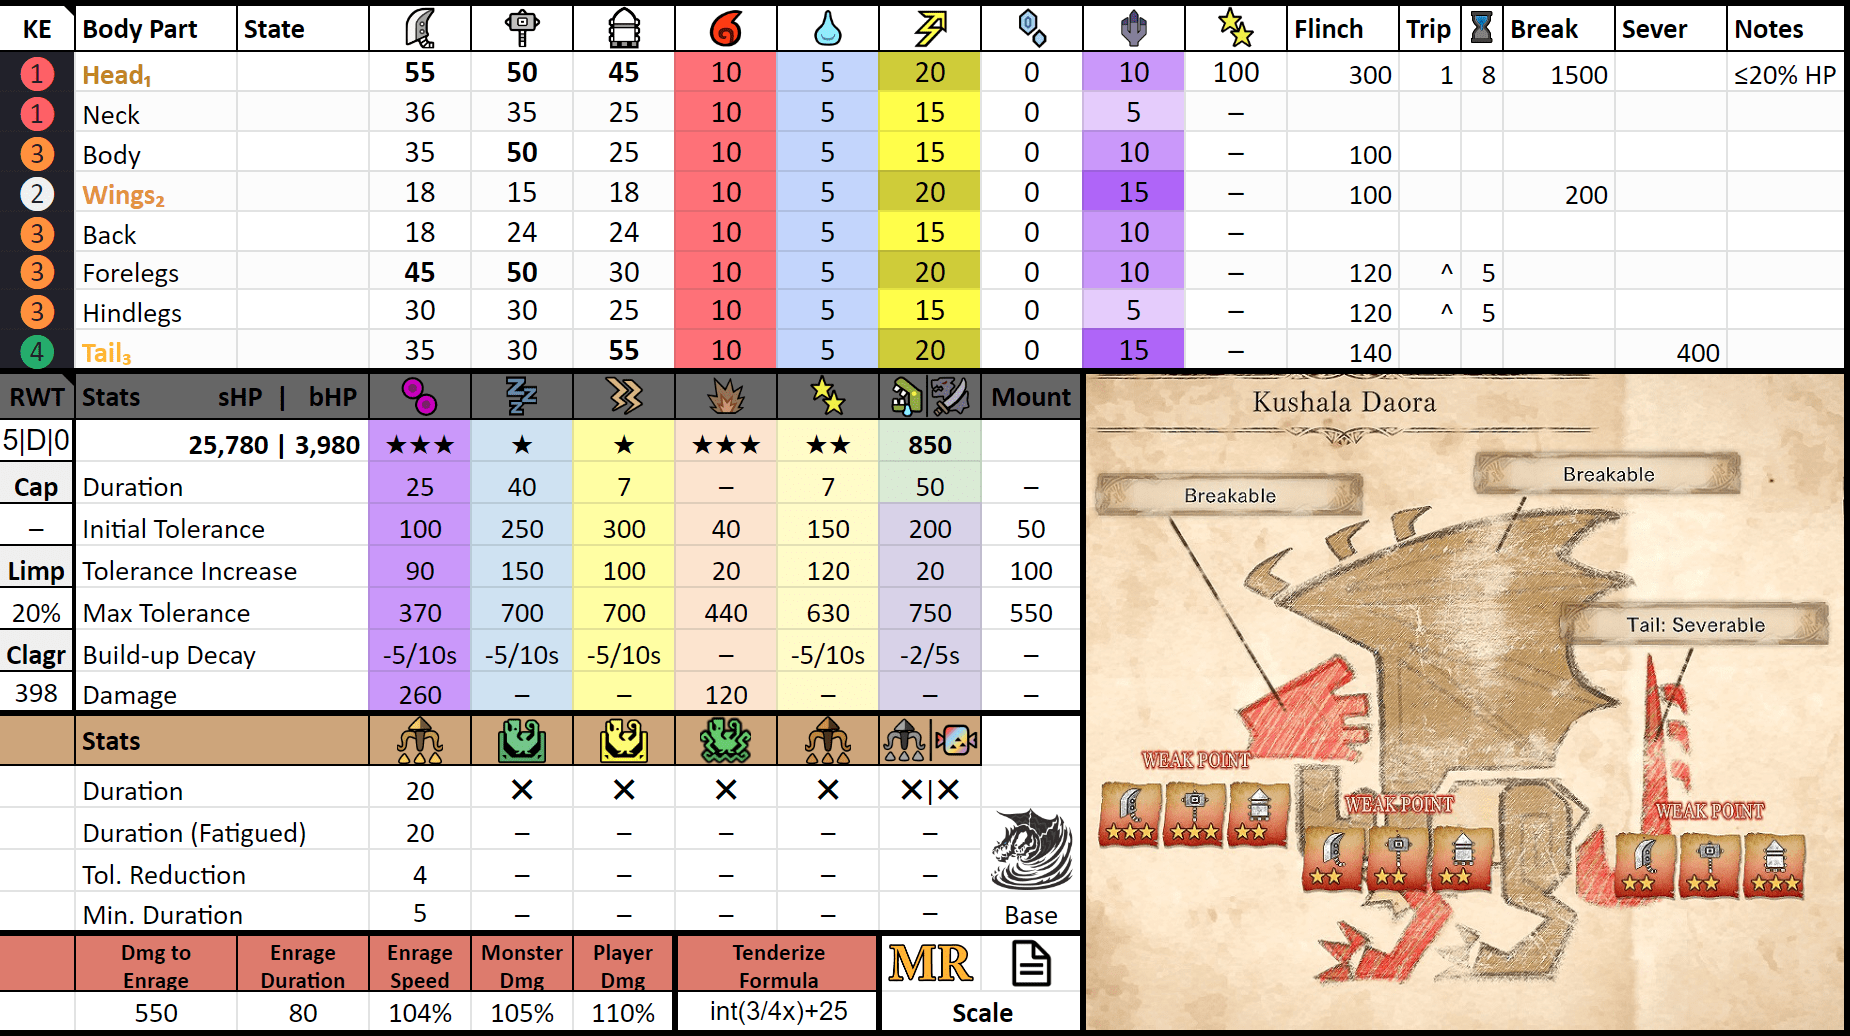 KE Body Part State Flinch Trip Break Sever Notes
1 Head₁ 55 50 45 10 5 20 0 10 100 300 1 8 1500 ≤20% HP
1 Neck 36 35 25 10 5 15 0 5 –
3 Body 35 50 25 10 5 15 0 10 – 100
2 Wings₂ 18 15 18 10 5 20 0 15 – 100 200
3 Back 18 24 24 10 5 15 0 10 –
3 Forelegs 45 50 30 10 5 20 0 10 – 120 ^ 5
3 Hindlegs 30 30 25 10 5 15 0 5 – 120 ^ 5
4 Tail₃ 35 30 55 10 5 20 0 15 – 140 400
RWT Stats sHP | bHP Mount
5|D|0 25,780 | 3,980 ★★★ ★ ★ ★★★ ★★ 850
Cap Duration 25 40 7 – 7 50 –
– Initial Tolerance 100 250 300 40 150 200 50
Limp Tolerance Increase 90 150 100 20 120 20 100
20% Max Tolerance 370 700 700 440 630 750 550
Clagr Build-up Decay -5/10s -5/10s -5/10s – -5/10s -2/5s –
398 Damage 260 – – 120 – – –
Stats
Duration 20 ✕ ✕ ✕ ✕ ✕|✕
Duration (Fatigued) 20 – – – – –
Tol. Reduction 4 – – – – –
Min. Duration 5 – – – – – Base
Dmg to Enrage Enrage Duration Enrage Speed Monster Dmg Player Dmg Tenderize Formula MR
550 80 104% 105% 110% int(3/4x)+25 Scale
Kushala Daora
Breakable
Breakable
Tail: Severable
WEAK POINT
WEAK POINT
WEAK POINT